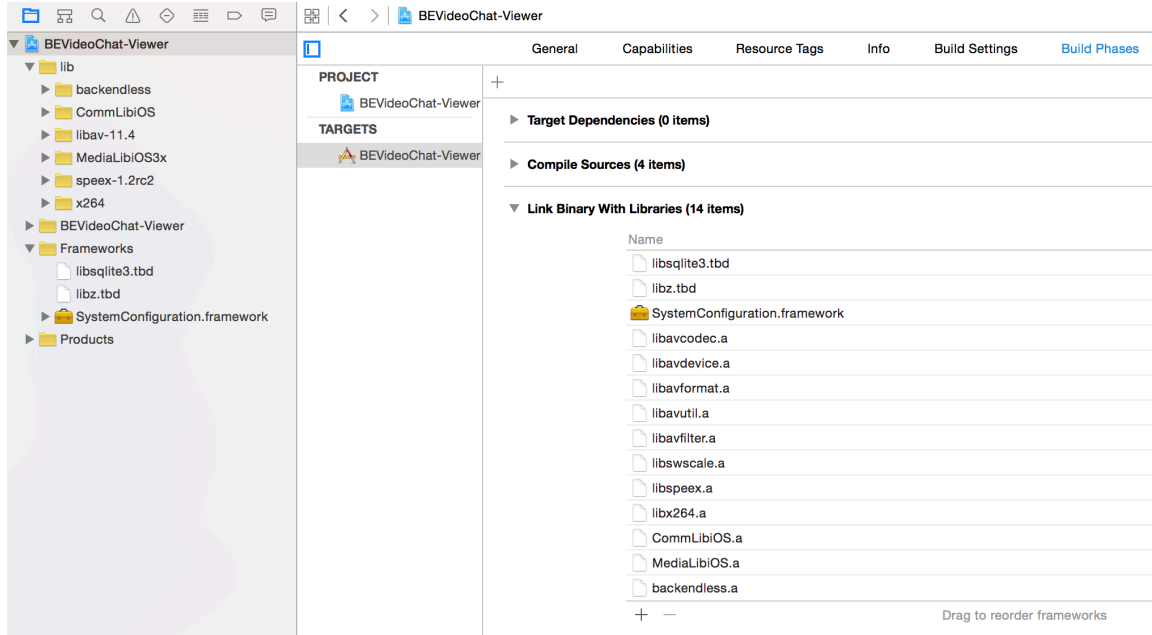 BEVideoChat-Viewer
BEVideoChat-Viewer
lib
backendless
CommLibiOS
libav-11.4
MediaLibiOS3x
speex-1.2rc2
x264
BEVideoChat-Viewer
Frameworks
libsqlite3.tbd
libz.tbd
SystemConfiguration.framework
Products
General Capabilities Resource Tags Info Build Settings Build Phases
PROJECT
BEVideoChat-Viewer
TARGETS
BEVideoChat-Viewer
Target Dependencies (0 items)
Compile Sources (4 items)
Link Binary With Libraries (14 items)
Name
libsqlite3.tbd
libz.tbd
SystemConfiguration.framework
libavcodec.a
libavdevice.a
libavformat.a
libavutil.a
libavfilter.a
libswscale.a
libspeex.a
libx264.a
CommLibiOS.a
MediaLibiOS.a
backendless.a
Drag to reorder frameworks